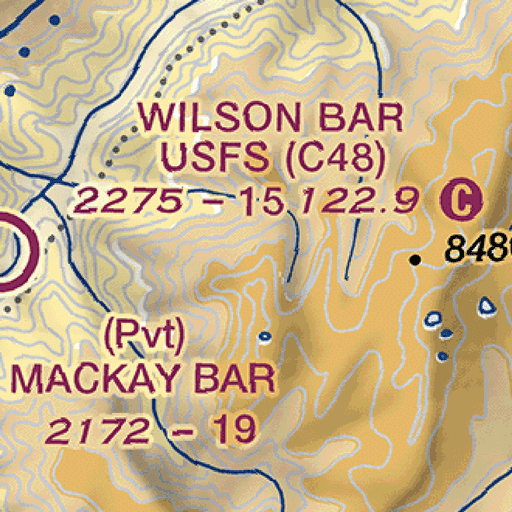 WILSON BAR
USFS (C48)
2275 - 15 122.9 C
848
(Pvt)
MACKAY BAR
2172 - 19